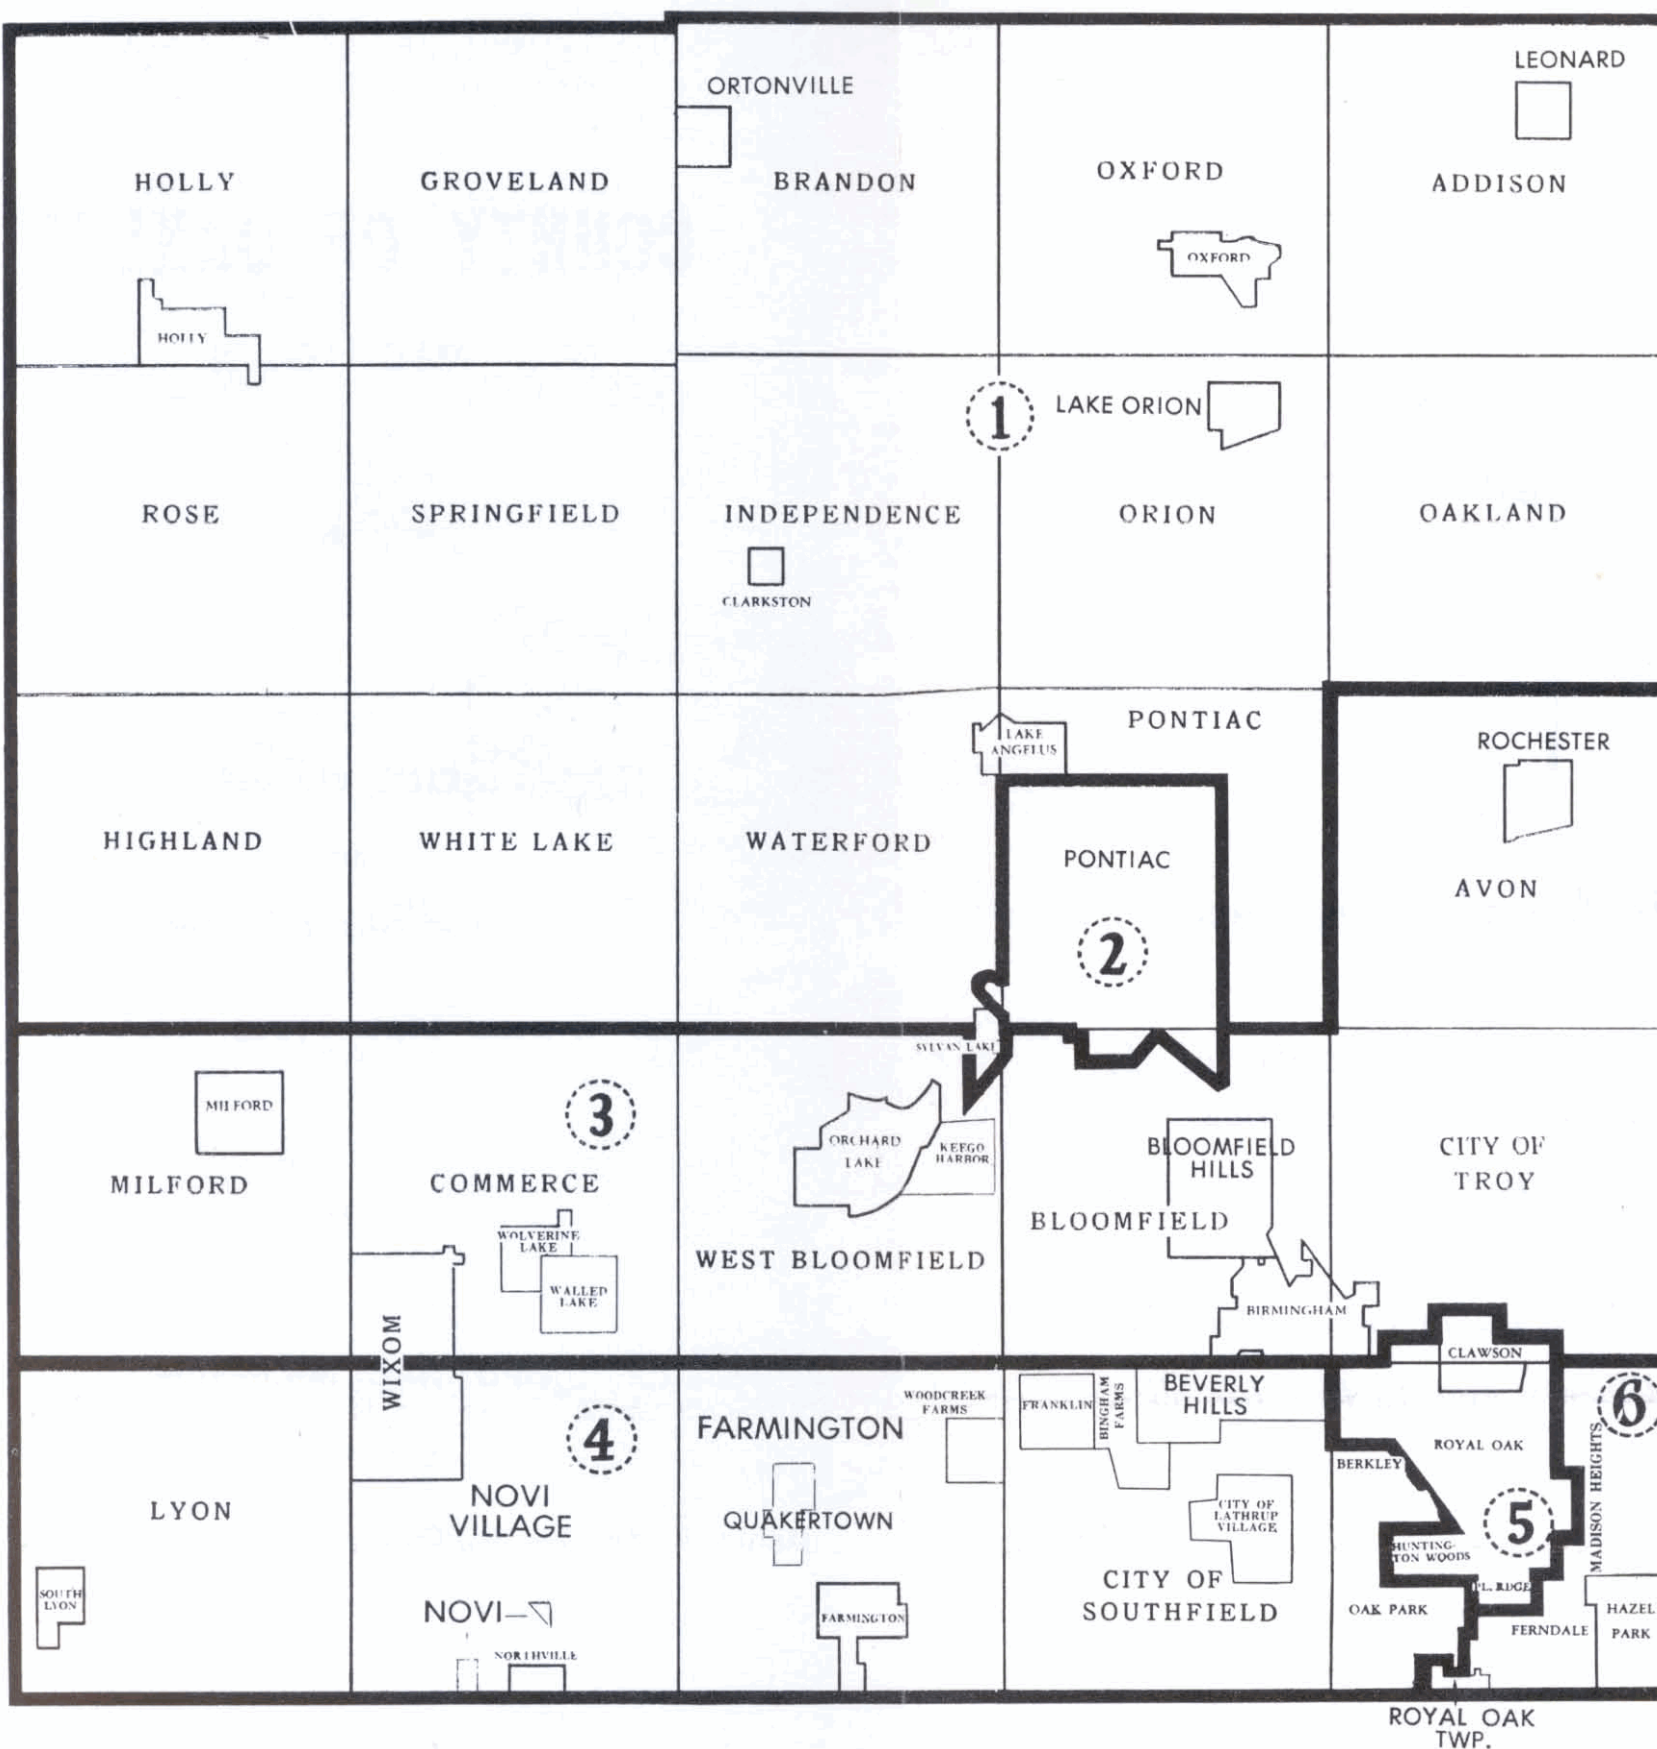 LEONARD
ORTONVILLE
HOLLY
GROVELAND
BRANDON
OXFORD
ADDISON
OXFORD
HOLLY
1
LAKE ORION
ROSE
SPRINGFIELD
INDEPENDENCE
ORION
OAKLAND
CLARKSTON
PONTIAC
LAKE
ANGELUS
ROCHESTER
HIGHLAND
WHITE LAKE
WATERFORD
PONTIAC
AVON
2
SYLVAN LAKE
MILFORD
3
ORCHARD
LAKE
KEEGO
HARBOR
BLOOMFIELD
HILLS
CITY OF
TROY
MILFORD
COMMERCE
BLOOMFIELD
WOLVERINE
LAKE
WEST BLOOMFIELD
WALLED
LAKE
BIRMINGHAM
WIXOM
CLAWSON
WOODCREEK
FARMS
FRANKLIN
BINGHAM
FARMS
BEVERLY
HILLS
6
4
FARMINGTON
ROYAL OAK
BERKLEY
MADISON HEIGHTS
LYON
NOVI
VILLAGE
QUAKERTOWN
CITY OF
LATHRUP
VILLAGE
5
HUNTING-
TON WOODS
SOUTH
LYON
CITY OF
SOUTHFIELD
PL. RDGE
NOVI
FARMINGTON
OAK PARK
FERNDALE
HAZEL
PARK
NORTHVILLE
ROYAL OAK
TWP.